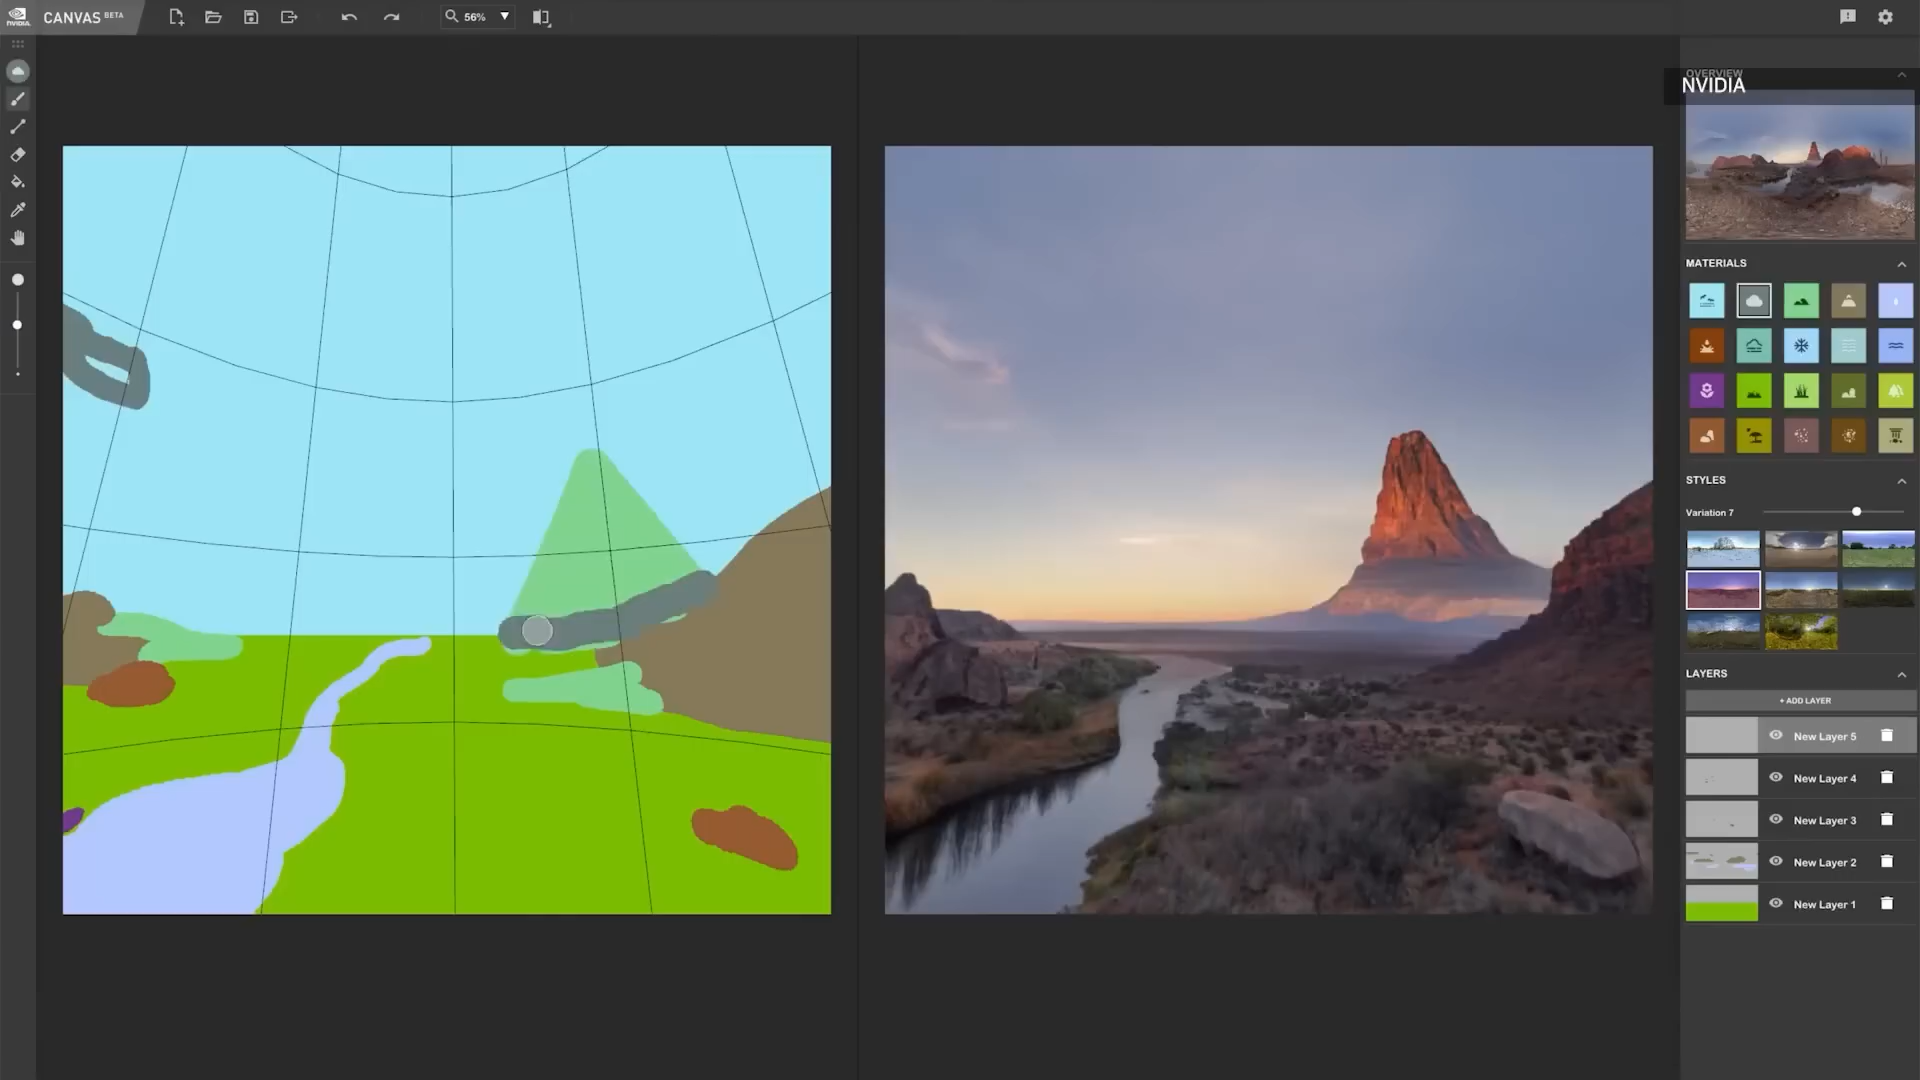 NVIDIA
CANVAS BETA
56%
OVERVIEW
NVIDIA
MATERIALS
STYLES
Variation 7
LAYERS
+ ADD LAYER
New Layer 5
New Layer 4
New Layer 3
New Layer 2
New Layer 1